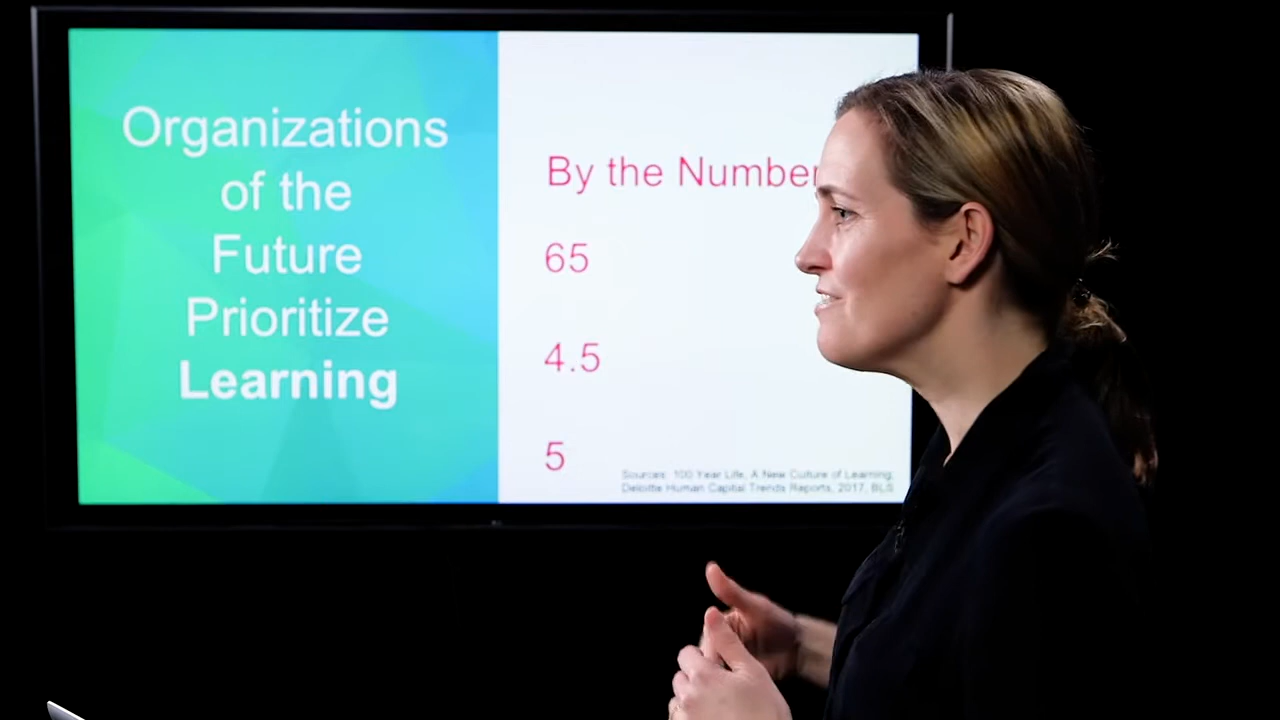 Organizations
of the
Future
Prioritize
Learning
By the Number
65
4.5
5
Sources: 100 Year Life, A New Culture of Learning;
Deloitte Human Capital Trends Reports, 2017, BLS